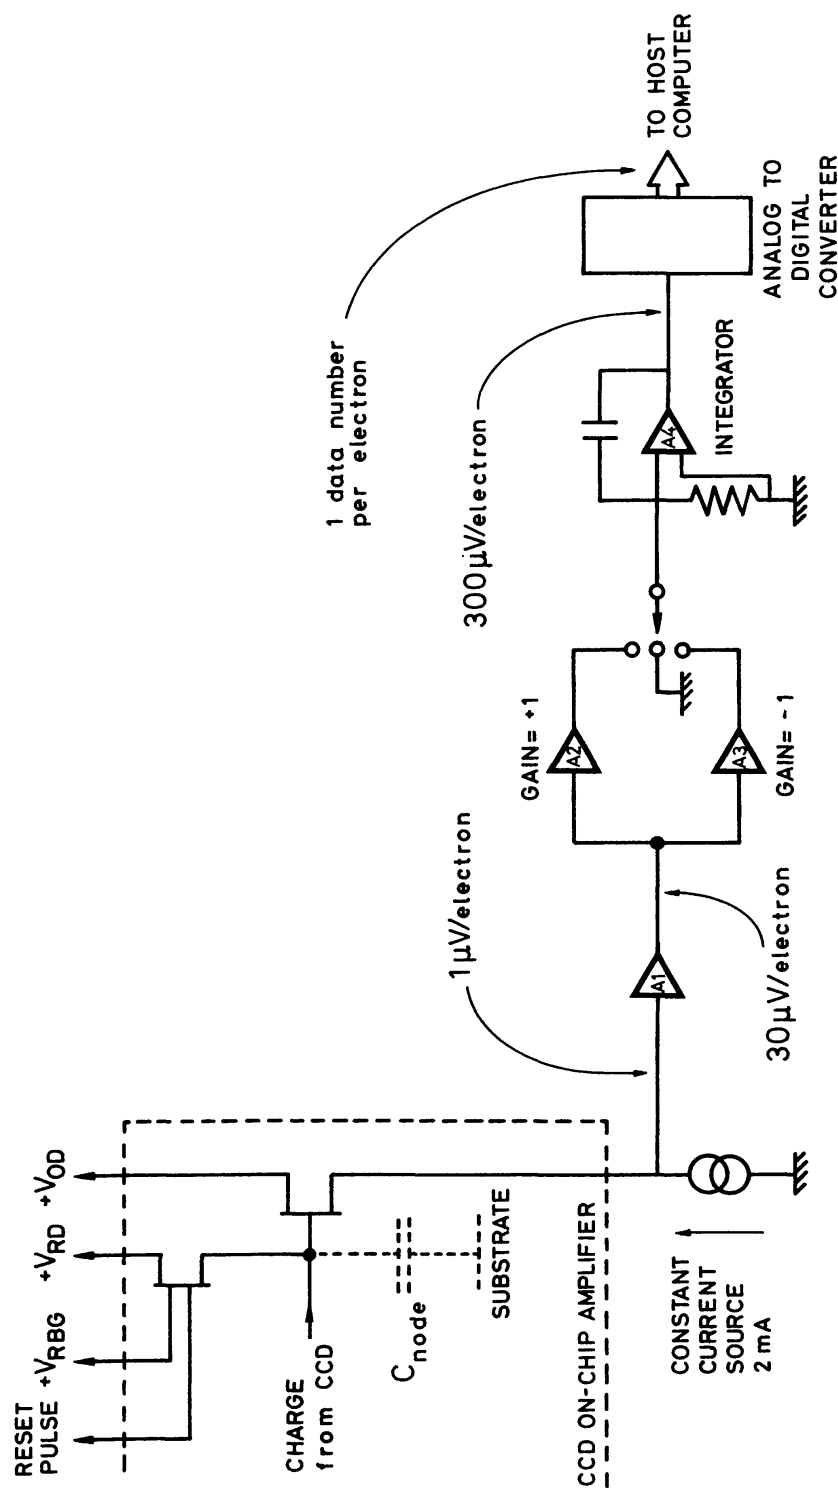 RESET
PULSE
+VRBG
+VRD
+VOD
CHARGE
from CCD
Cnode
SUBSTRATE
CCD ON-CHIP AMPLIFIER
CONSTANT
CURRENT
SOURCE
2 mA
1µV/electron
A1
30µV/electron
GAIN= +1
A2
A3
GAIN= -1
300µV/electron
A4
INTEGRATOR
1 data number
per electron
ANALOG TO
DIGITAL
CONVERTER
TO HOST
COMPUTER